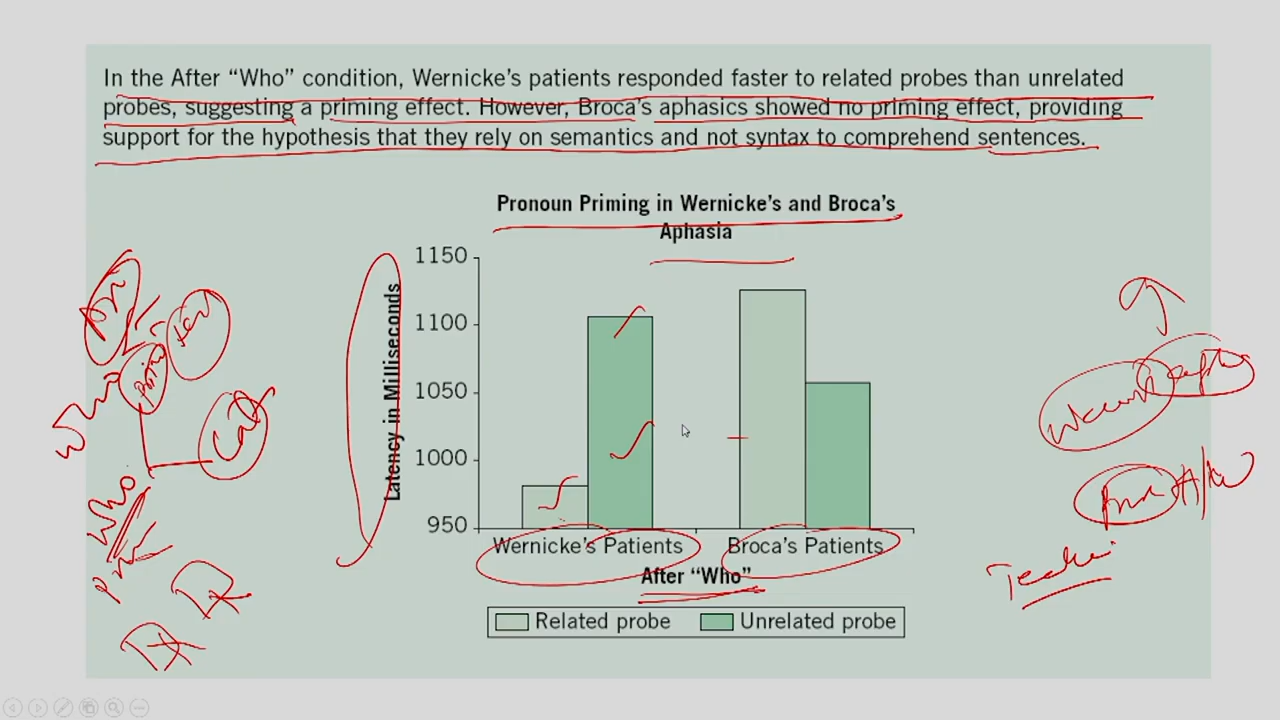 In the After “Who” condition, Wernicke’s patients responded faster to related probes than unrelated
probes, suggesting a priming effect. However, Broca’s aphasics showed no priming effect, providing
support for the hypothesis that they rely on semantics and not syntax to comprehend sentences.
Pronoun Priming in Wernicke’s and Broca’s
Aphasia
Latency in Milliseconds
1150
1100
1050
1000
950
Wernicke’s Patients Broca’s Patients
After “Who”
Related probe Unrelated probe
Who
Who